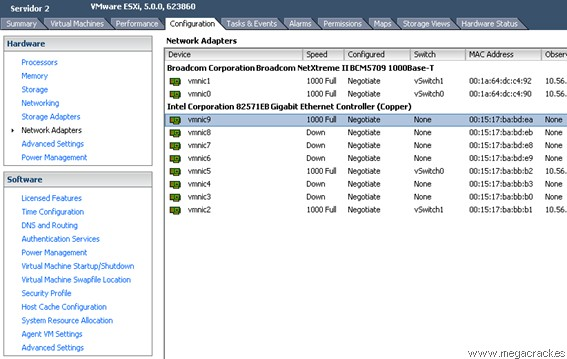 Servidor 2 VMware ESXi, 5.0.0, 623860
Summary Virtual Machines Performance Configuration Tasks & Events Alarms Permissions Maps Storage Views Hardware Status
Hardware
Processors
Memory
Storage
Networking
Storage Adapters
Network Adapters
Advanced Settings
Power Management
Software
Licensed Features
Time Configuration
DNS and Routing
Authentication Services
Power Management
Virtual Machine Startup/Shutdown
Virtual Machine Swapfile Location
Security Profile
Host Cache Configuration
System Resource Allocation
Agent VM Settings
Advanced Settings
Network Adapters
Device Speed Configured Switch MAC Address Obser
Broadcom Corporation Broadcom NetXtreme II BCM5709 1000Base-T
vmnic1 1000 Full Negotiate vSwitch1 00:1a:64:dc:c4:92 10.56.
vmnic0 1000 Full Negotiate vSwitch0 00:1a:64:dc:c4:90 10.56.
Intel Corporation 82571EB Gigabit Ethernet Controller (Copper)
vmnic9 1000 Full Negotiate None 00:15:17:ba:bd:ea None
vmnic8 Down Negotiate None 00:15:17:ba:bd:eb None
vmnic7 Down Negotiate None 00:15:17:ba:bd:e8 None
vmnic6 Down Negotiate None 00:15:17:ba:bd:e9 None
vmnic5 1000 Full Negotiate vSwitch0 00:15:17:ba:bb:b2 10.56.
vmnic4 Down Negotiate None 00:15:17:ba:bb:b3 None
vmnic3 Down Negotiate None 00:15:17:ba:bb:b0 None
vmnic2 1000 Full Negotiate vSwitch1 00:15:17:ba:bb:b1 10.56.
www.megacrack.es